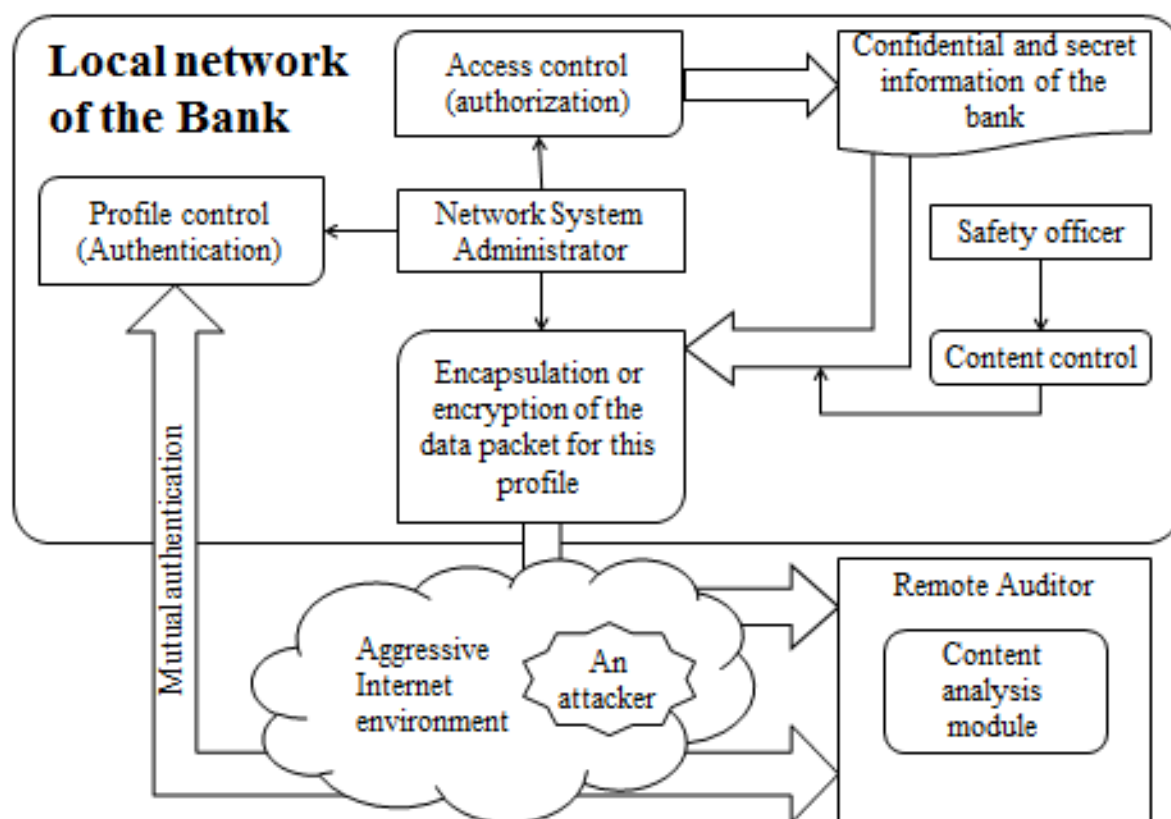 Local network
of the Bank
Access control
(authorization)
Confidential and secret
information of the
bank
Profile control
(Authentication)
Network System
Administrator
Safety officer
Content control
Encapsulation or
encryption of the
data packet for this
profile
Mutual authentication
Aggressive
Internet
environment
An
attacker
Remote Auditor
Content
analysis
module